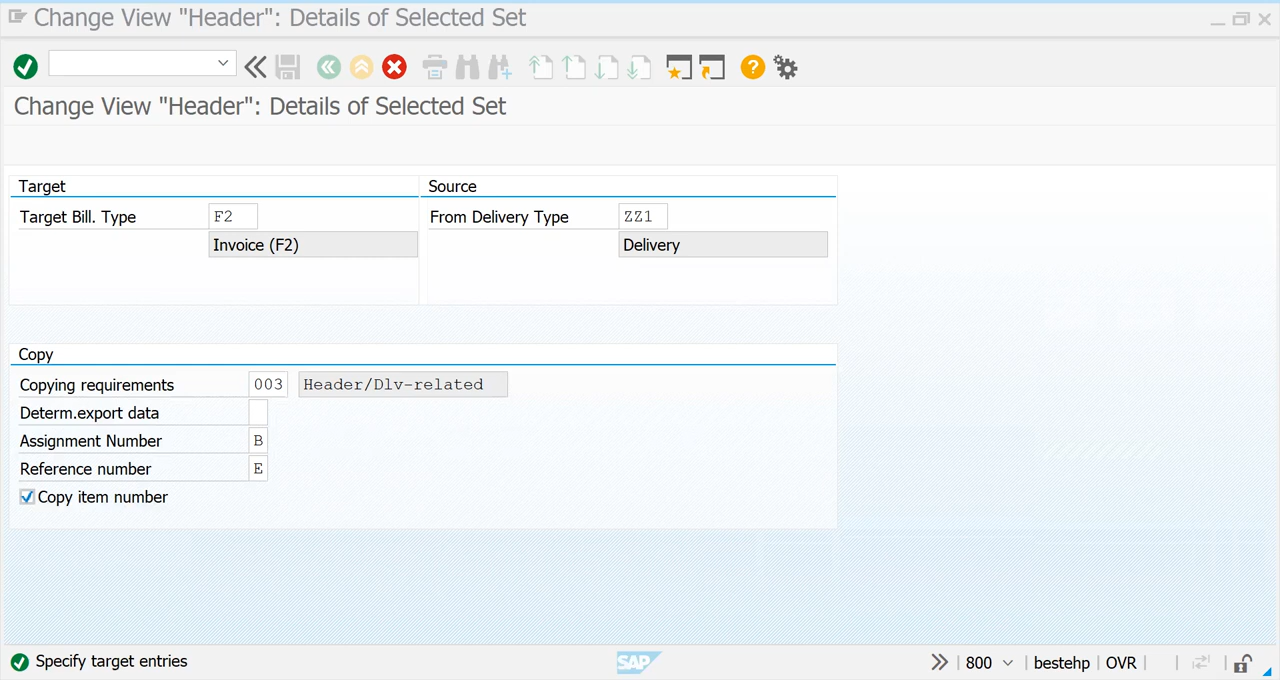 Change View "Header": Details of Selected Set
Change View "Header": Details of Selected Set
Target
Source
Target Bill. Type F2
From Delivery Type ZZ1
Invoice (F2)
Delivery
Copy
Copying requirements 003 Header/Dlv-related
Determ.export data
Assignment Number B
Reference number E
Copy item number
Specify target entries
SAP
800
bestehp
OVR